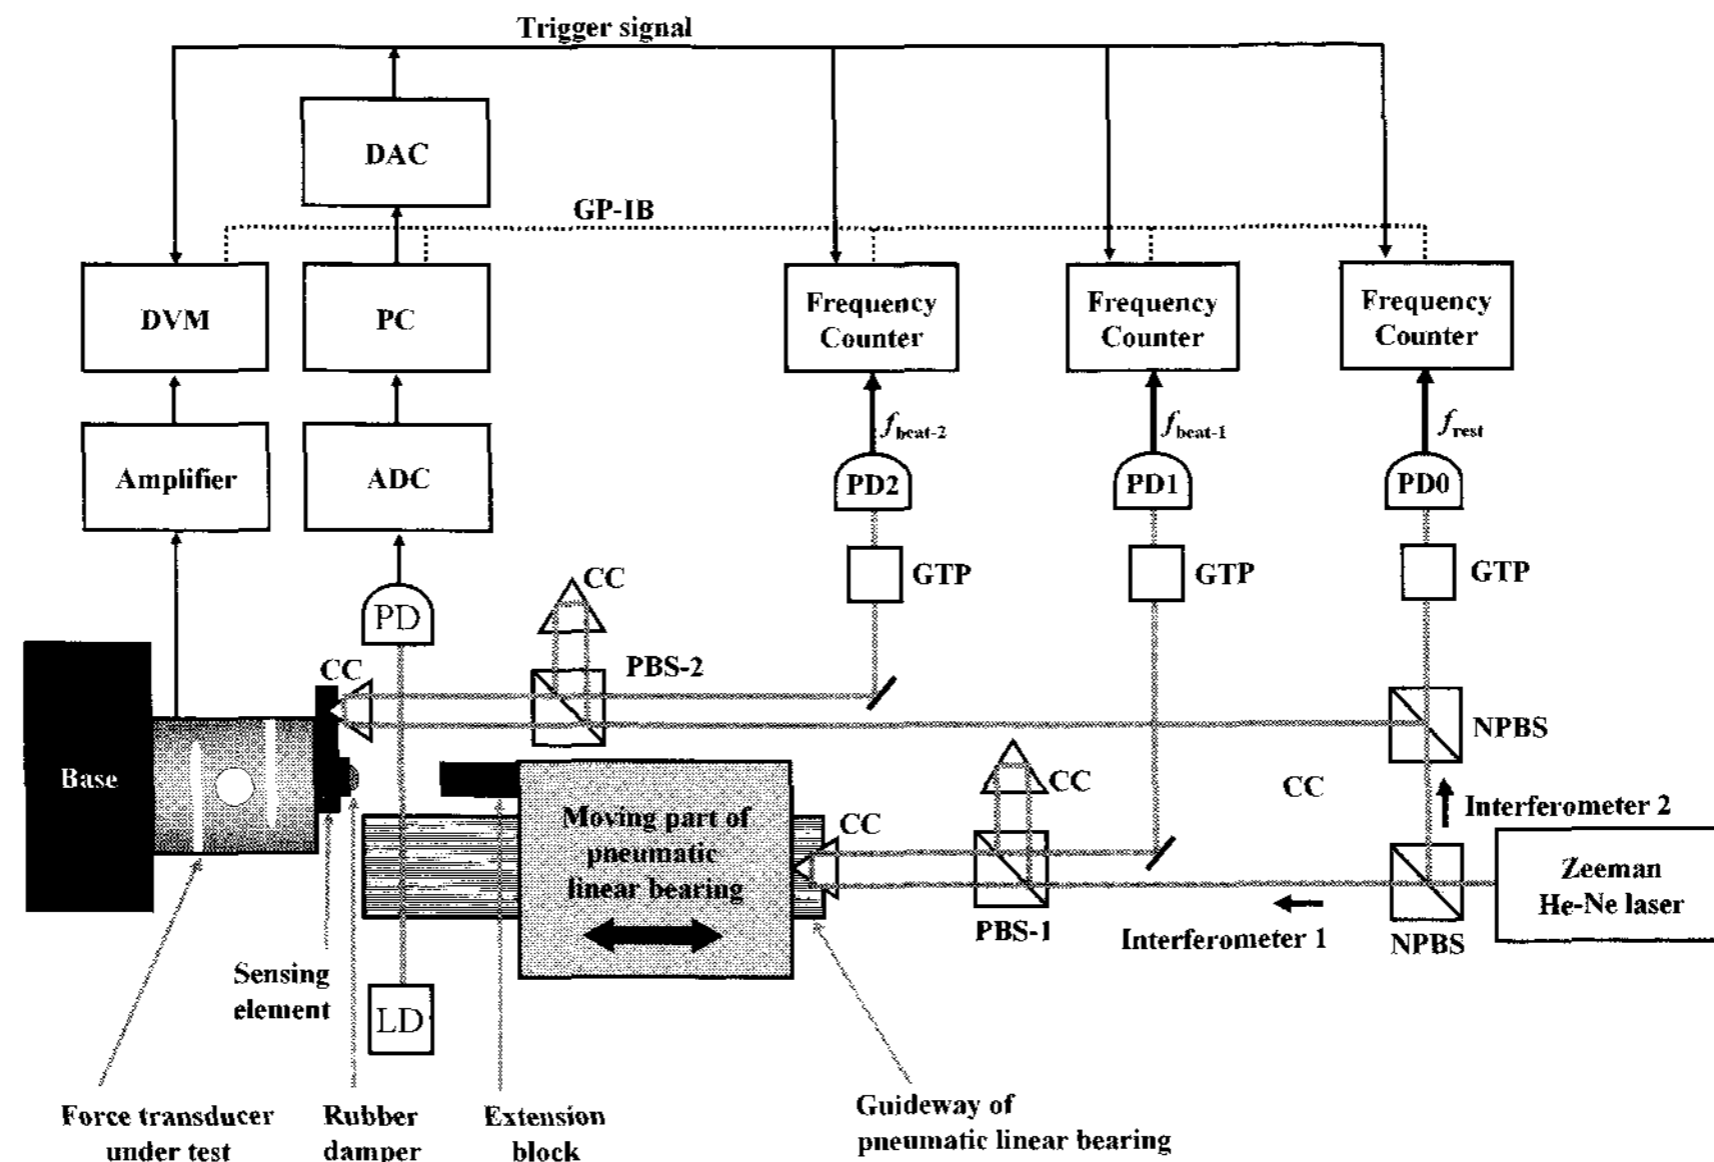 Trigger signal
DAC
GP-IB
DVM
PC
Frequency
Counter
Frequency
Counter
Frequency
Counter
f beat-2
f beat-1
f rest
Amplifier
ADC
PD2
PD1
PD0
PD
CC
GTP
GTP
GTP
CC
PBS-2
NPBS
Base
CC
CC
CC
Interferometer 2
Moving part of
pneumatic
linear bearing
Zeeman
He-Ne laser
PBS-1
Interferometer 1
NPBS
Sensing
element
LD
Force transducer
under test
Rubber
damper
Extension
block
Guideway of
pneumatic linear bearing